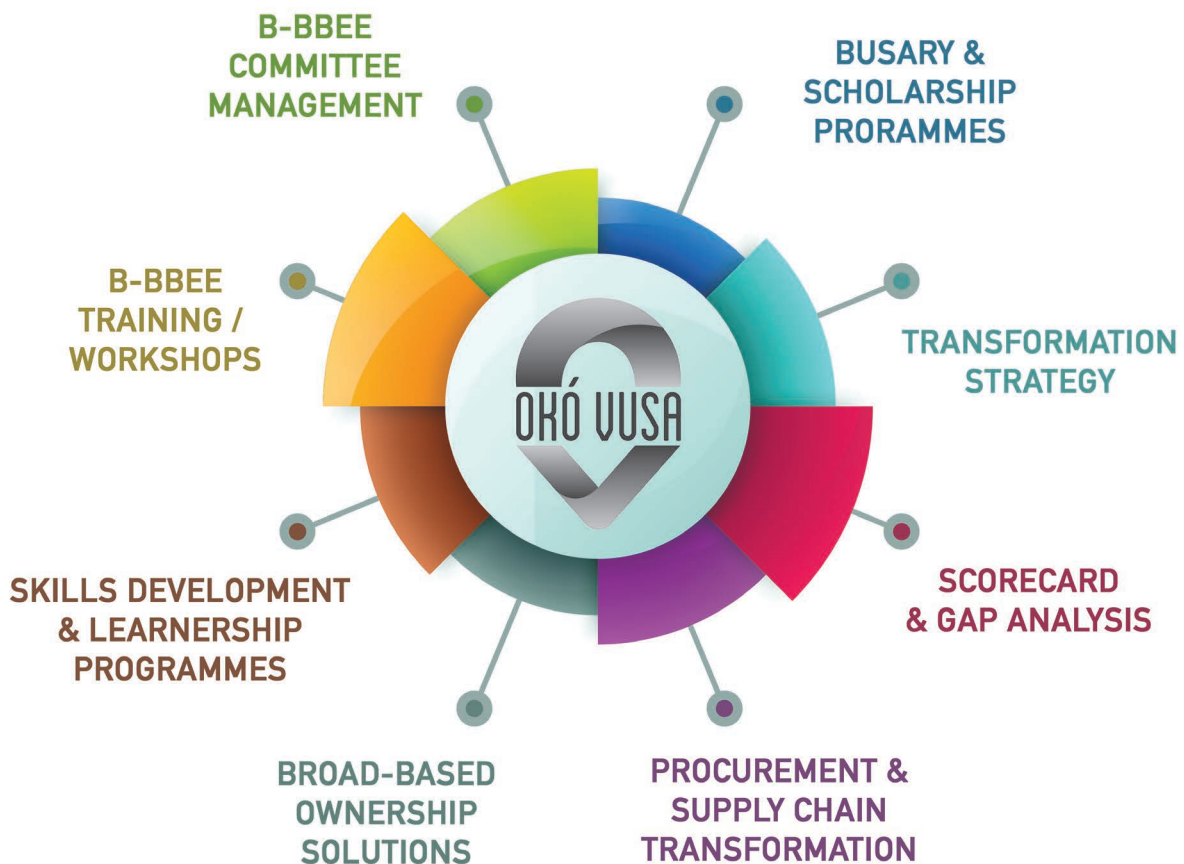 B-BBEE
COMMITTEE
MANAGEMENT
BUSARY &
SCHOLARSHIP
PRORAMMES
B-BBEE
TRAINING /
WORKSHOPS
TRANSFORMATION
STRATEGY
OKÓ VUSA
SKILLS DEVELOPMENT
& LEARNERSHIP
PROGRAMMES
SCORECARD
& GAP ANALYSIS
BROAD-BASED
OWNERSHIP
SOLUTIONS
PROCUREMENT &
SUPPLY CHAIN
TRANSFORMATION